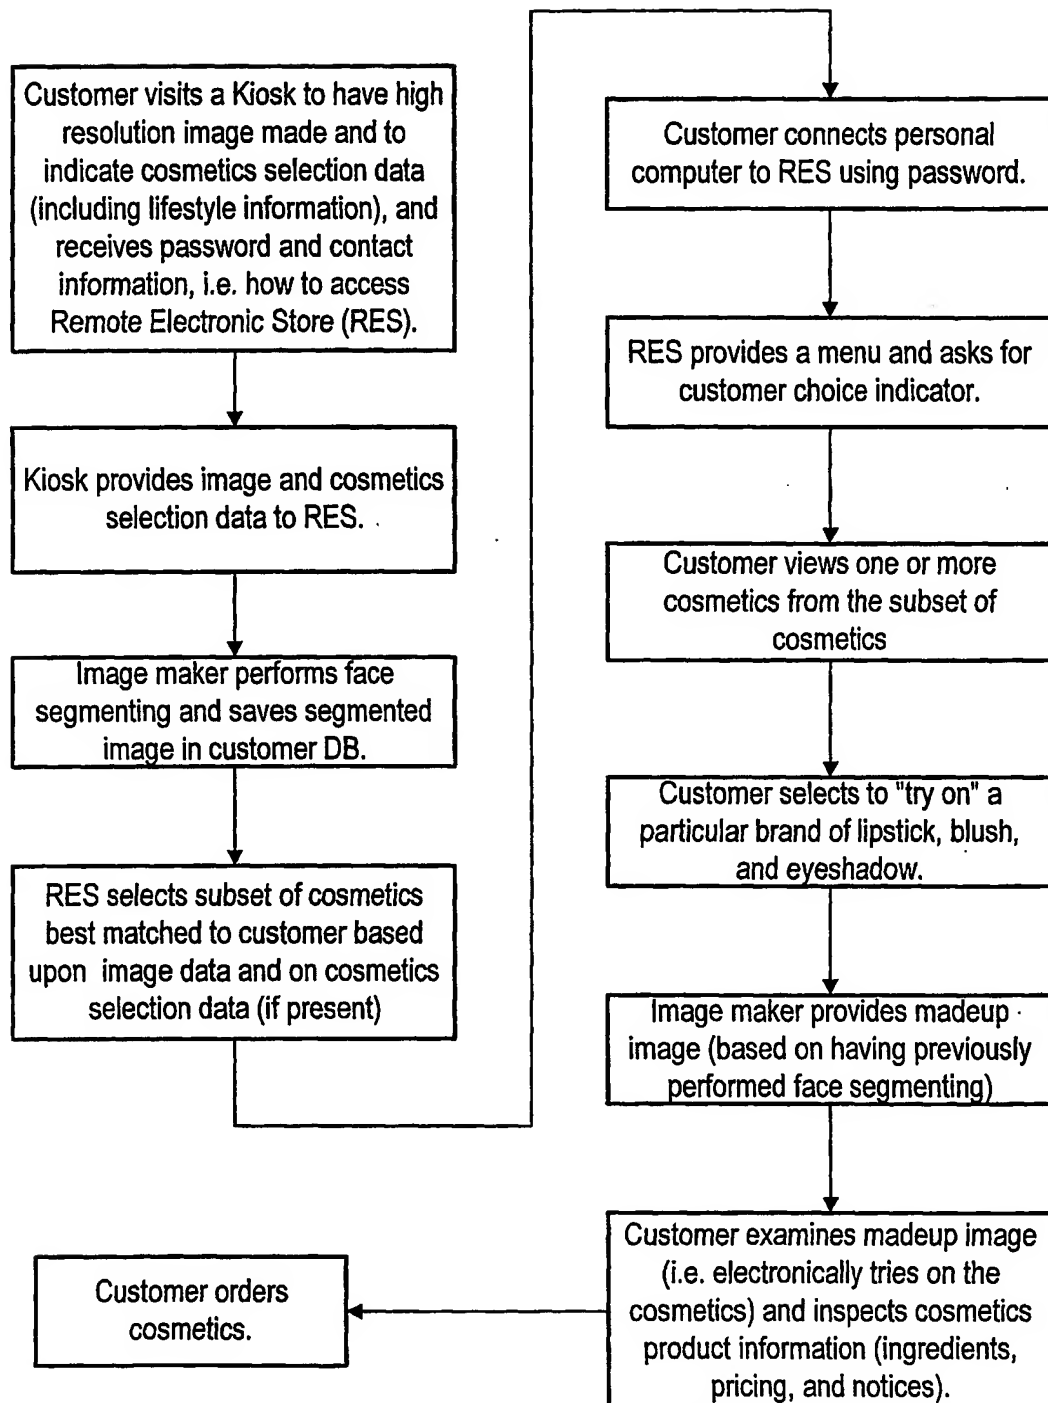 Customer visits a Kiosk to have high
resolution image made and to
indicate cosmetics selection data
(including lifestyle information), and
receives password and contact
information, i.e. how to access
Remote Electronic Store (RES).
Kiosk provides image and cosmetics
selection data to RES.
Image maker performs face
segmenting and saves segmented
image in customer DB.
RES selects subset of cosmetics
best matched to customer based
upon image data and on cosmetics
selection data (if present)
Customer connects personal
computer to RES using password.
RES provides a menu and asks for
customer choice indicator.
Customer views one or more
cosmetics from the subset of
cosmetics
Customer selects to "try on" a
particular brand of lipstick, blush,
and eyeshadow.
Image maker provides madeup
image (based on having previously
performed face segmenting)
Customer examines madeup image
(i.e. electronically tries on the
cosmetics) and inspects cosmetics
product information (ingredients,
pricing, and notices).
Customer orders
cosmetics.